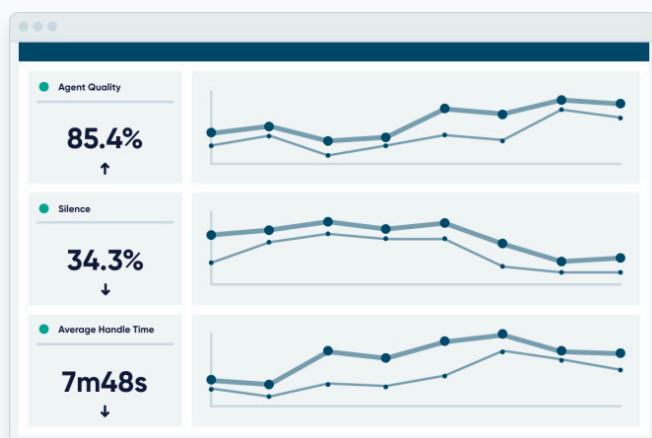 Agent Quality
85.4%
↑
Silence
34.3%
↓
Average Handle Time
7m48s
↓